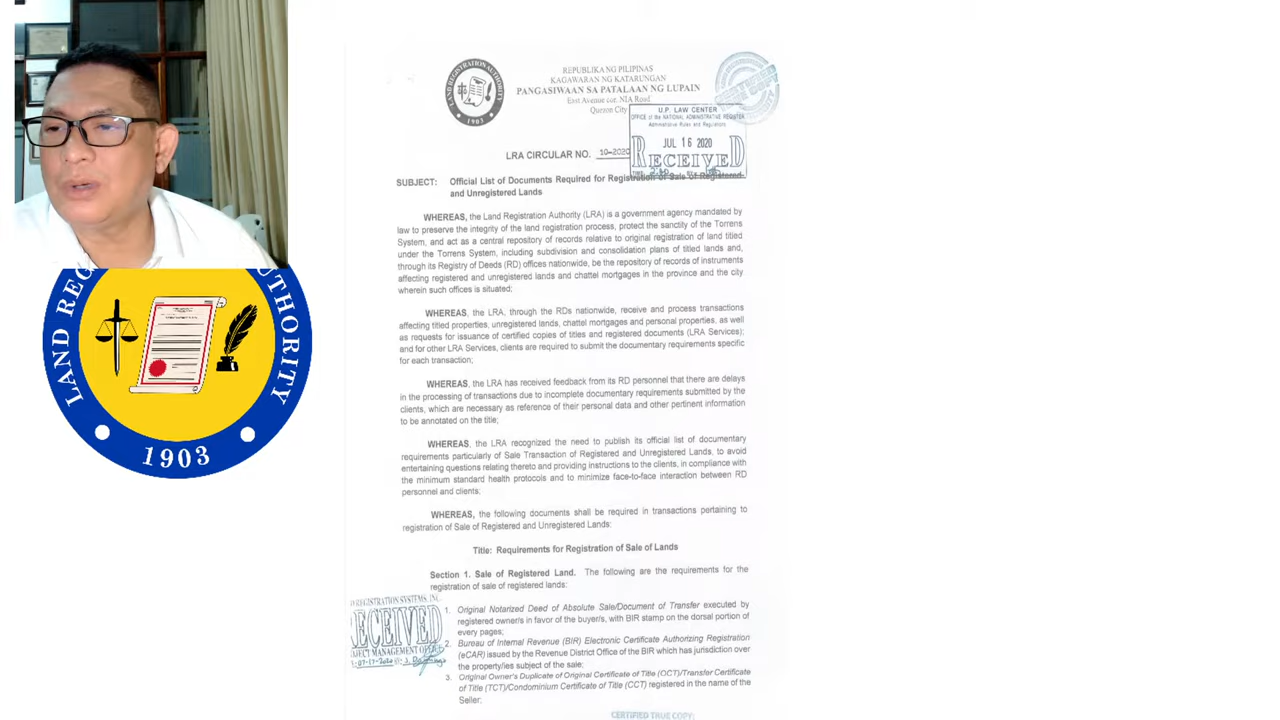 REPUBLIKA NG PILIPINAS
KAGAWARAN NG KATARUNGAN
PANGASIWAAN SA PATALAAN NG LUPAIN
East Avenue cor. NIA Road
Quezon City
LAND REGISTRATION AUTHORITY
1903
U.P. LAW CENTER
OFFICE of the NATIONAL ADMINISTRATIVE REGISTER
Administrative Rules and Regulations
JUL 16 2020
RECEIVED
LRA CIRCULAR NO. 10-2020
SUBJECT: Official List of Documents Required for Registration of Sale of Registered
and Unregistered Lands
WHEREAS, the Land Registration Authority (LRA) is a government agency mandated by
law to preserve the integrity of the land registration process, protect the sanctity of the Torrens
System, and act as a central repository of records relative to original registration of land titled
under the Torrens System, including subdivision and consolidation plans of titled lands and,
through its Registry of Deeds (RD) offices nationwide, be the repository of records of instruments
affecting registered and unregistered lands and chattel mortgages in the province and the city
wherein such offices is situated;
WHEREAS, the LRA, through the RDs nationwide, receive and process transactions
affecting titled properties, unregistered lands, chattel mortgages and personal properties, as well
as requests for issuance of certified copies of titles and registered documents (LRA Services);
and for other LRA Services, clients are required to submit the documentary requirements specific
for each transaction;
WHEREAS, the LRA has received feedback from its RD personnel that there are delays
in the processing of transactions due to incomplete documentary requirements submitted by the
clients, which are necessary as reference of their personal data and other pertinent information
to be annotated on the title;
WHEREAS, the LRA recognized the need to publish its official list of documentary
requirements particularly of Sale Transaction of Registered and Unregistered Lands, to avoid
entertaining questions relating thereto and providing instructions to the clients, in compliance with
the minimum standard health protocols and to minimize face-to-face interaction between RD
personnel and clients;
WHEREAS, the following documents shall be required in transactions pertaining to
registration of Sale of Registered and Unregistered Lands:
Title: Requirements for Registration of Sale of Lands
Section 1. Sale of Registered Land. The following are the requirements for the
registration of sale of registered lands:
1. Original Notarized Deed of Absolute Sale/Document of Transfer executed by
registered owner/s in favor of the buyer/s, with BIR stamp on the dorsal portion of
every pages;
2. Bureau of Internal Revenue (BIR) Electronic Certificate Authorizing Registration
(eCAR) issued by the Revenue District Office of the BIR which has jurisdiction over
the property/ies subject of the sale;
3. Original Owner's Duplicate of Original Certificate of Title (OCT)/Transfer Certificate
of Title (TCT)/Condominium Certificate of Title (CCT) registered in the name of the
Seller;
REGISTRATION SYSTEMS, INC.
RECEIVED
CERTIFIED TRUE COPY:
LAND REG
THORITY
1903